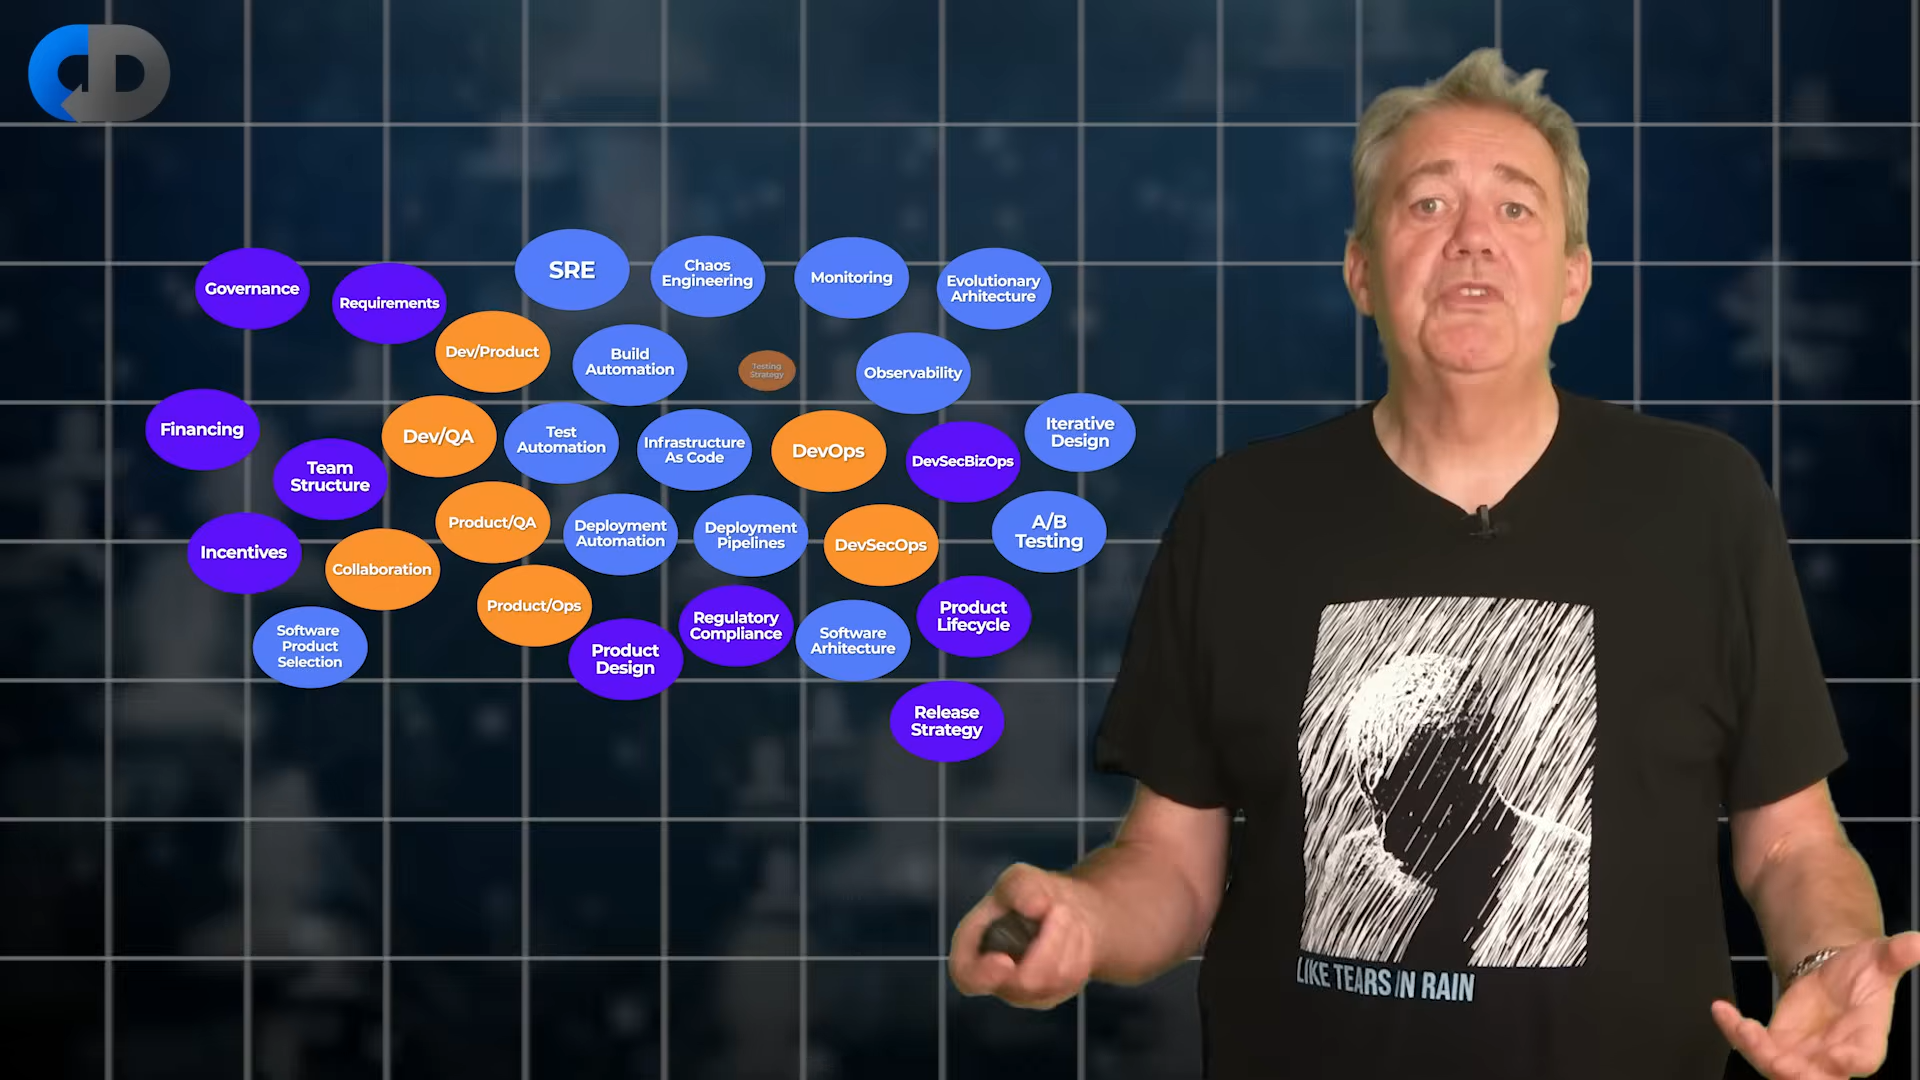 Governance
Requirements
SRE
Chaos
Engineering
Monitoring
Evolutionary
Arhitecture
Dev/Product
Build
Automation
Testing
Strategy
Observability
Financing
Team
Structure
Dev/QA
Test
Automation
Infrastructure
As Code
DevOps
DevSecBizOps
Iterative
Design
Incentives
Collaboration
Product/QA
Deployment
Automation
Deployment
Pipelines
DevSecOps
A/B
Testing
Software
Product
Selection
Product/Ops
Product
Design
Regulatory
Compliance
Software
Arhitecture
Product
Lifecycle
Release
Strategy
LIKE TEARS IN RAIN